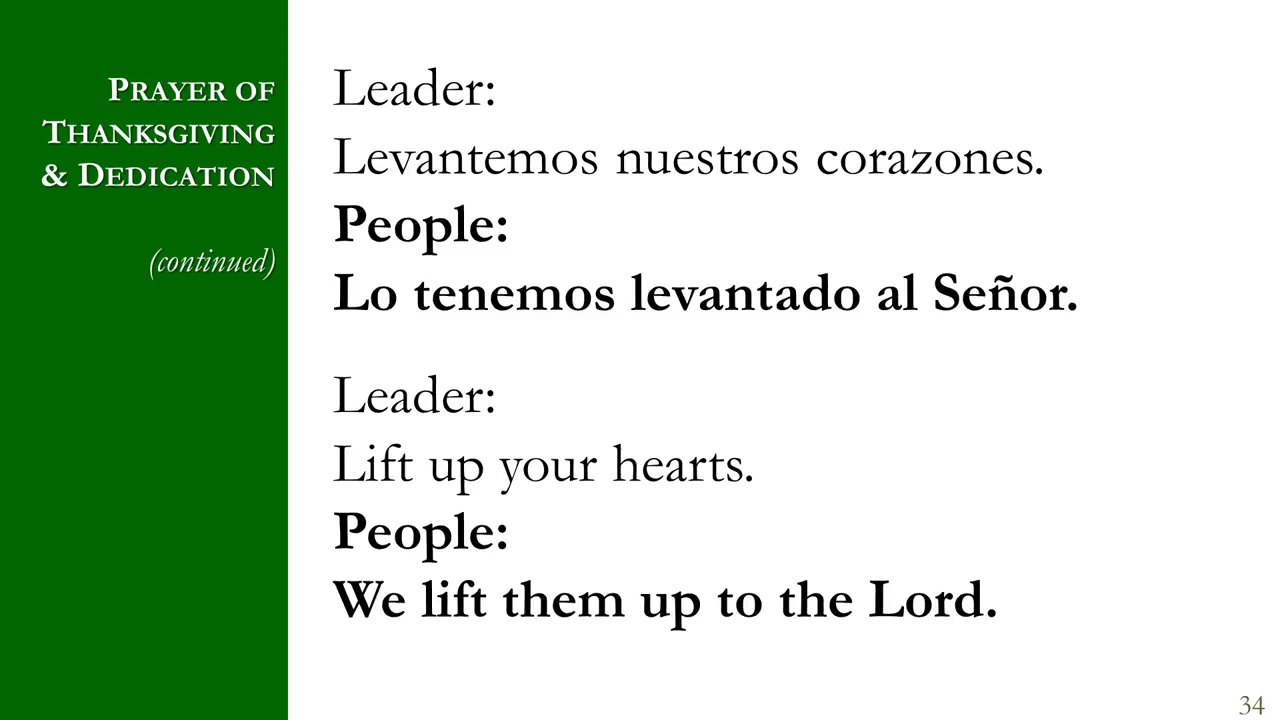 PRAYER OF
THANKSGIVING
& DEDICATION
(continued)
Leader:
Levantemos nuestros corazones.
People:
Lo tenemos levantado al Señor.
Leader:
Lift up your hearts.
People:
We lift them up to the Lord.
34